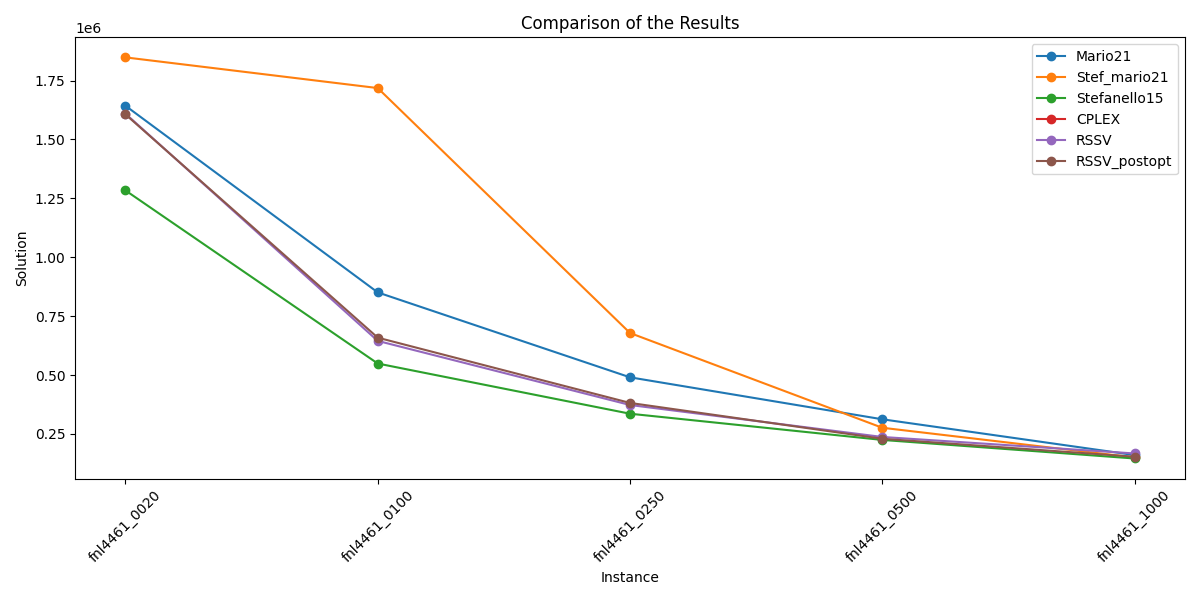 Comparison of the Results
1e6
1.75
1.50
1.25
1.00
0.75
0.50
0.25
Solution
Mario21
Stef_mario21
Stefanello15
CPLEX
RSSV
RSSV_postopt
fnl4461_0020
fnl4461_0100
fnl4461_0250
fnl4461_0500
fnl4461_1000
Instance